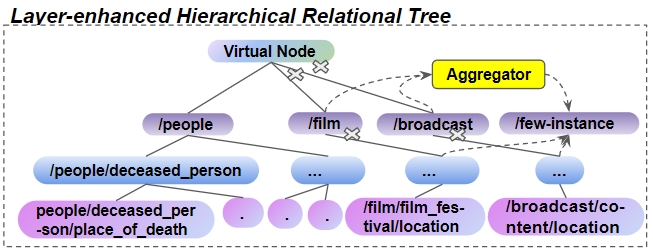 Layer-enhanced Hierarchical Relational Tree
Virtual Node
Aggregator
/people
/film
/broadcast
/few-instance
/people/deceased_person
...
...
...
people/deceased_per-
son/place_of_death
.
.
.
/film/film_fes-
tival/location
/broadcast/co-
ntent/location